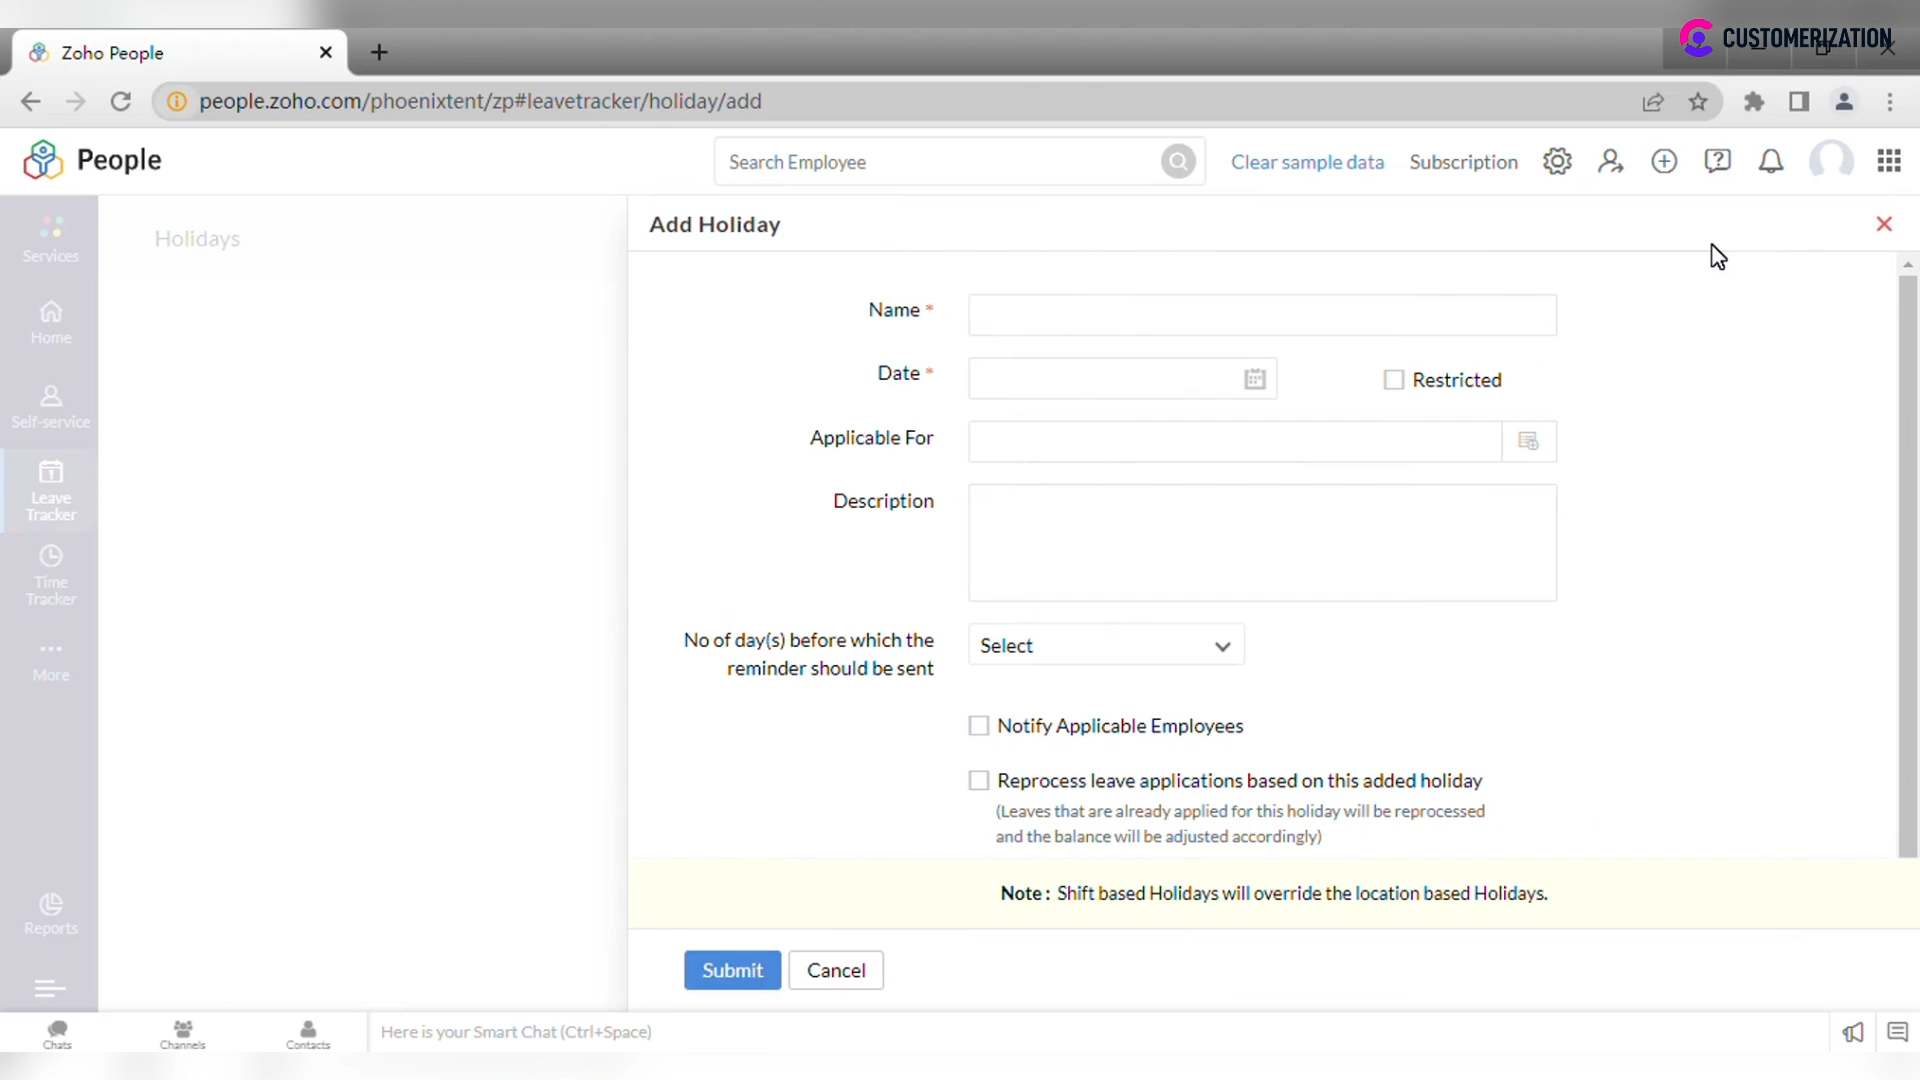 CUSTOMERIZATION
Zoho People
people.zoho.com/phoenixtent/zp#leavetracker/holiday/add
People
Search Employee
Clear sample data
Subscription
Services
Home
Self-service
Leave
Tracker
Time
Tracker
More
Reports
Holidays
Add Holiday
Name *
Date *
Restricted
Applicable For
Description
No of day(s) before which the
reminder should be sent
Select
Notify Applicable Employees
Reprocess leave applications based on this added holiday
(Leaves that are already applied for this holiday will be reprocessed
and the balance will be adjusted accordingly)
Note : Shift based Holidays will override the location based Holidays.
Submit
Cancel
Chats
Channels
Contacts
Here is your Smart Chat (Ctrl+Space)